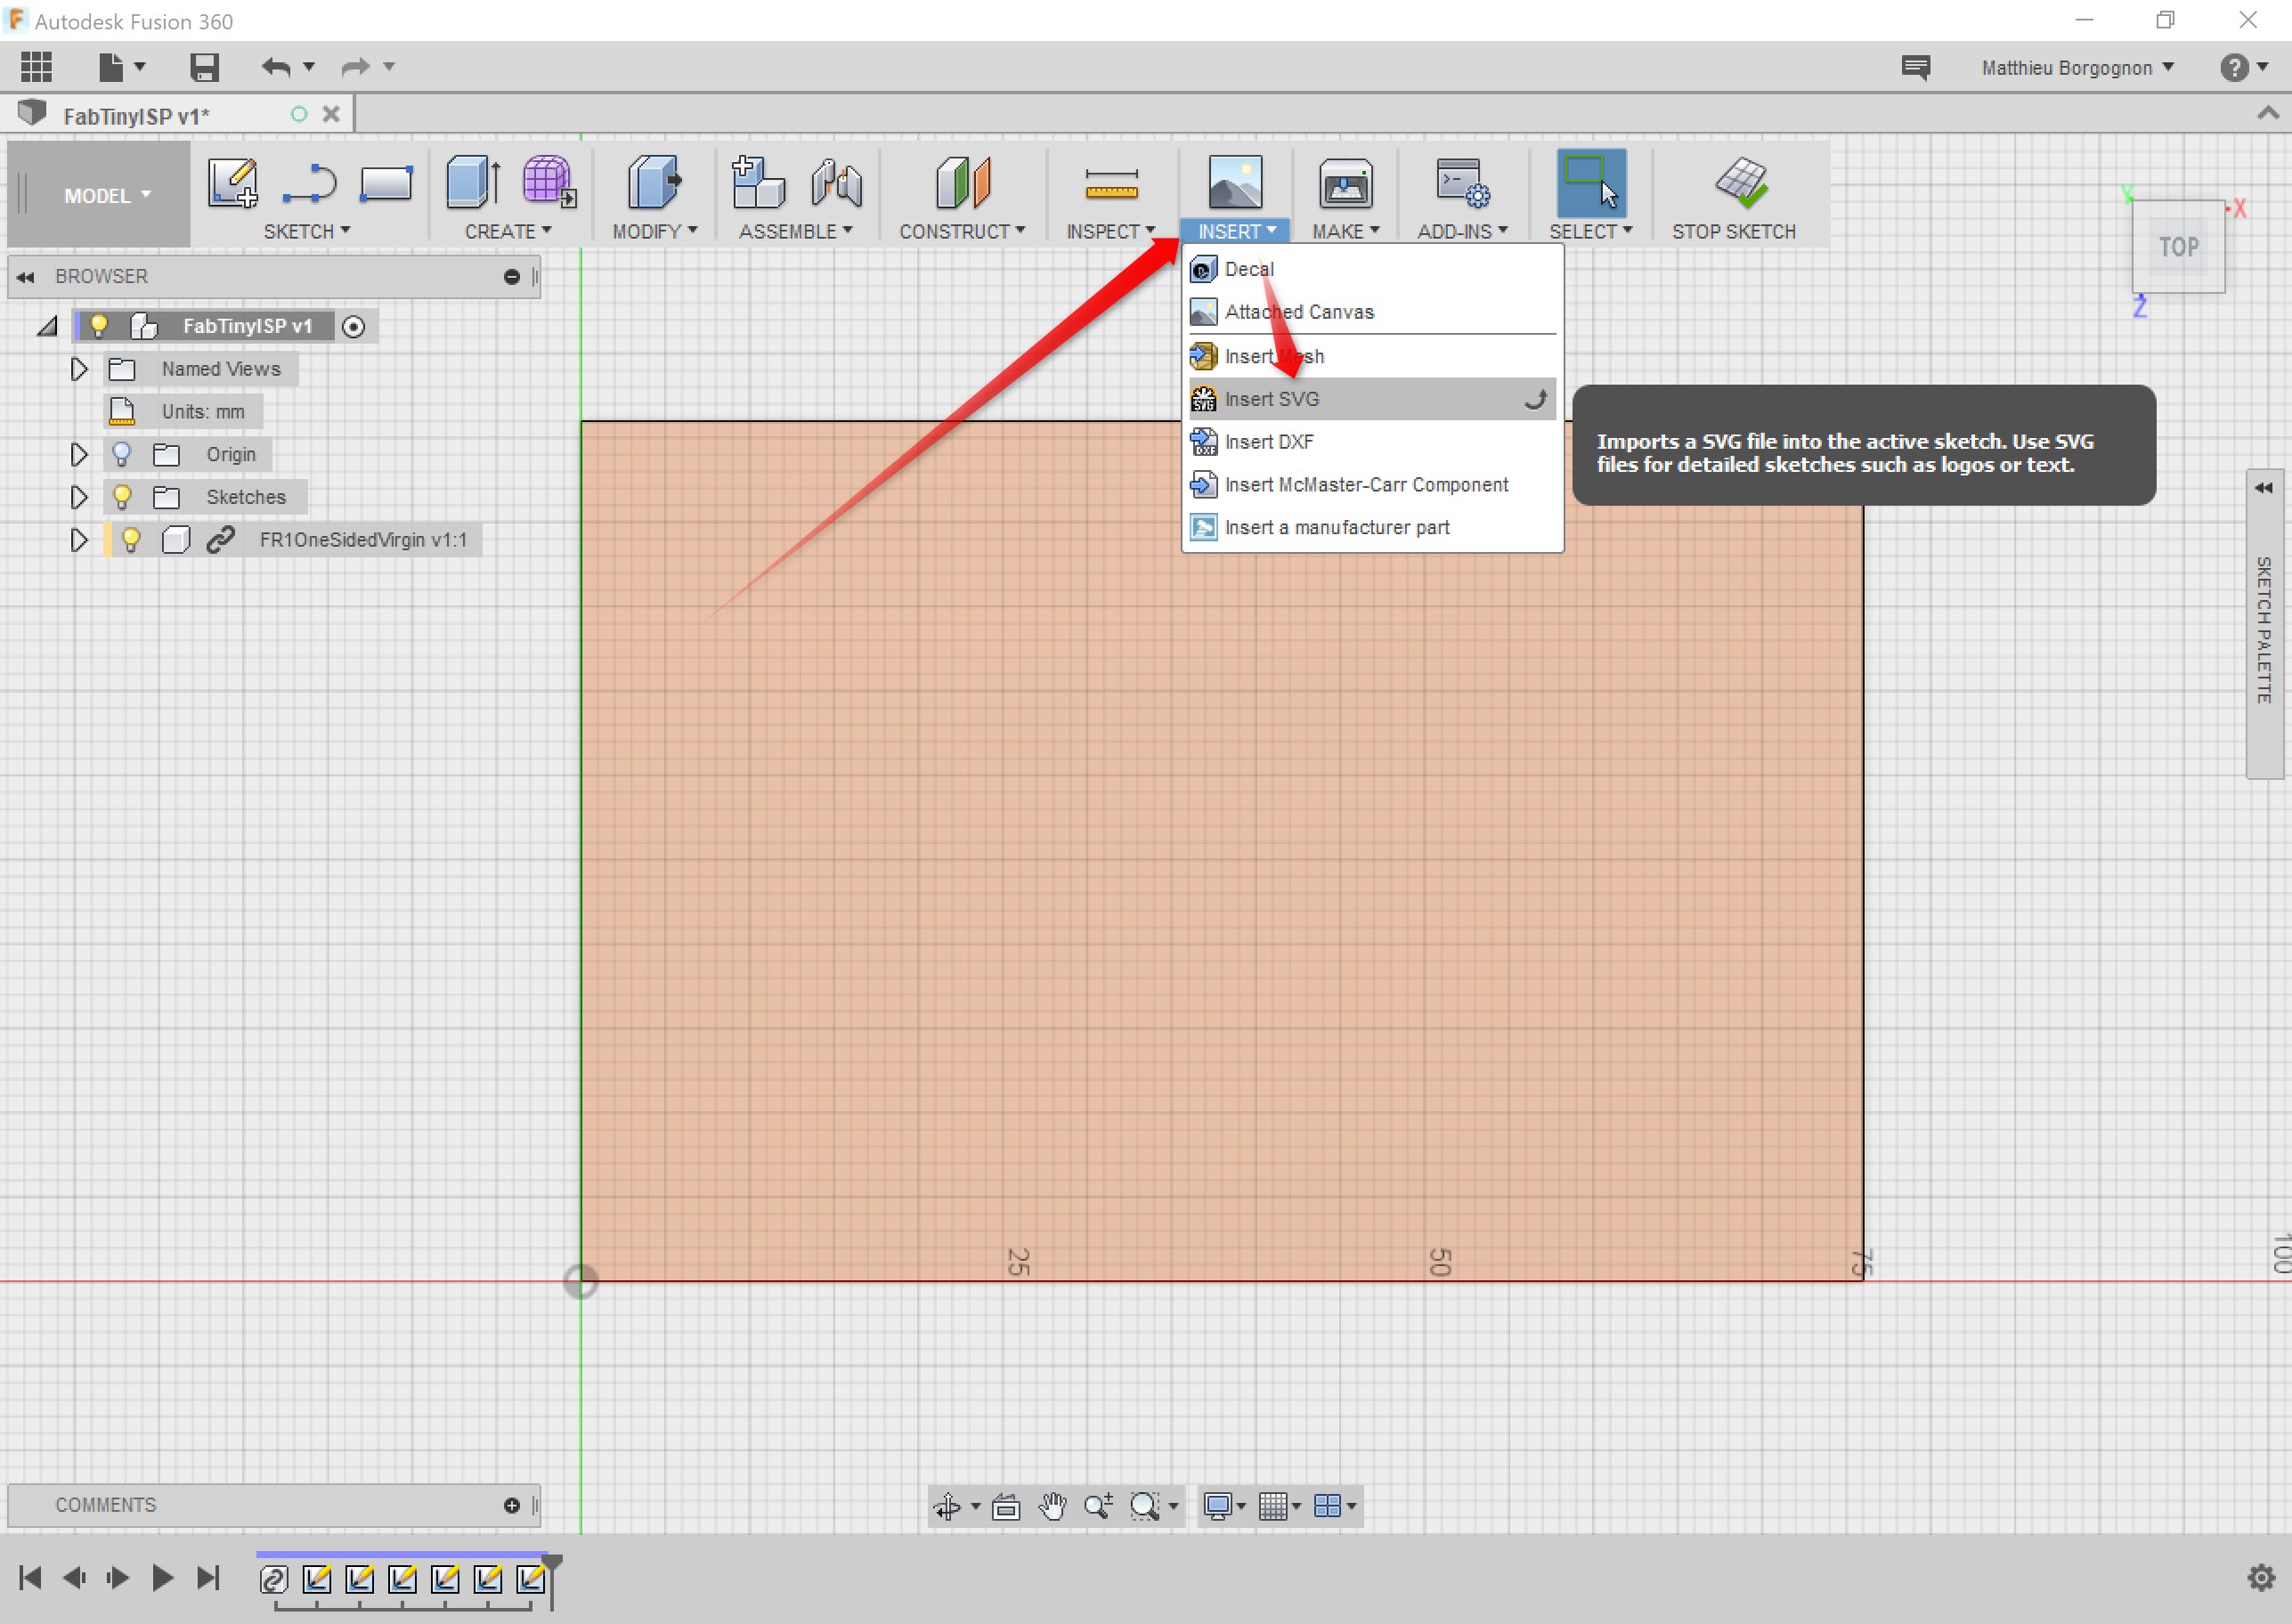 Autodesk Fusion 360
Matthieu Borgognon
FabTinyISP v1*
MODEL
SKETCH
CREATE
MODIFY
ASSEMBLE
CONSTRUCT
INSPECT
INSERT
MAKE
ADD-INS
SELECT
STOP SKETCH
Y
X
TOP
Z
BROWSER
FabTinyISP v1
Named Views
Units: mm
Origin
Sketches
FR1OneSidedVirgin v1:1
Decal
Attached Canvas
Insert Mesh
Insert SVG
Insert DXF
Insert McMaster-Carr Component
Insert a manufacturer part
Imports a SVG file into the active sketch. Use SVG
files for detailed sketches such as logos or text.
SKETCH PALETTE
25
50
75
100
COMMENTS